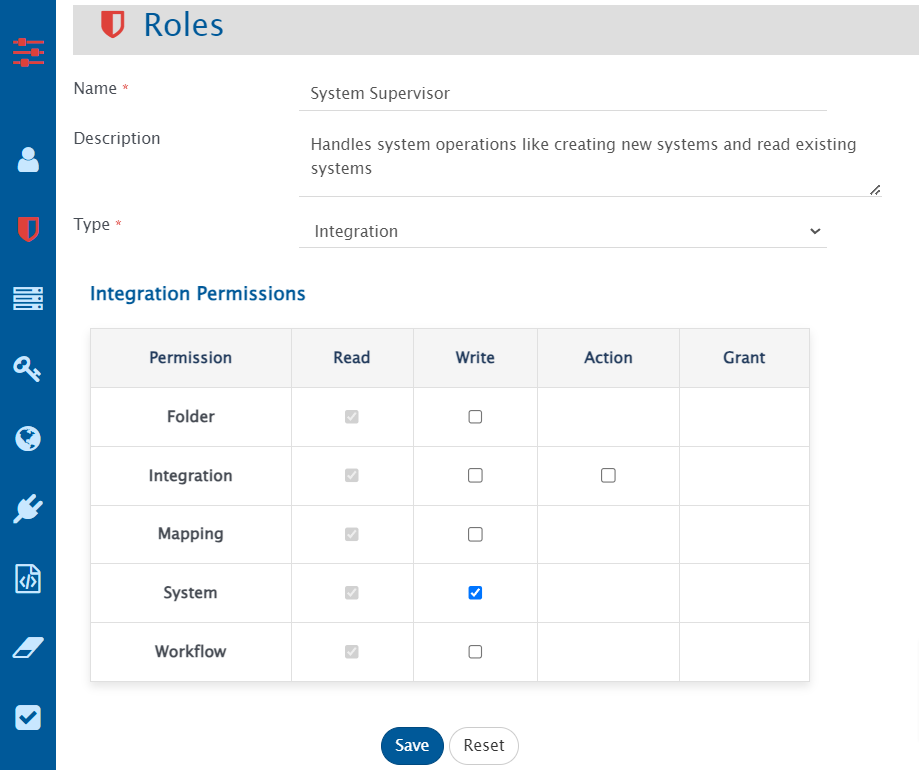 Roles
Name *
System Supervisor
Description
Handles system operations like creating new systems and read existing
systems
Type *
Integration
Integration Permissions
Permission Read Write Action Grant
Folder
Integration
Mapping
System
Workflow
Save Reset